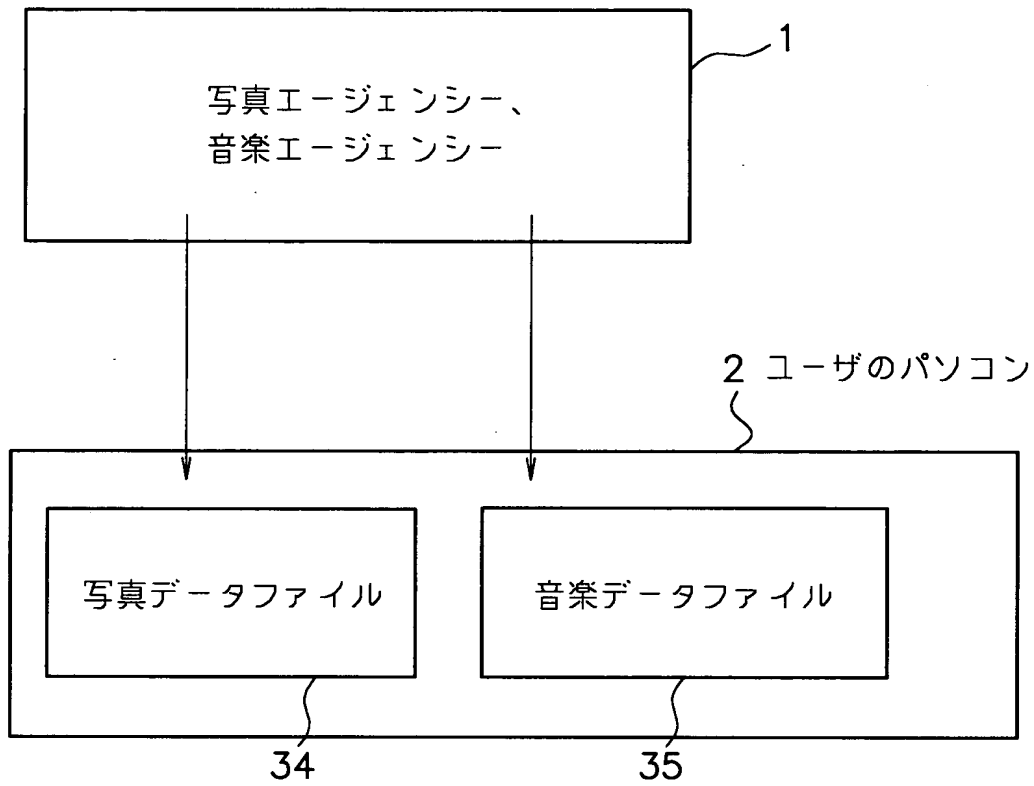 1
写真エージェンシー、
音楽エージェンシー
2 ユーザのパソコン
写真データファイル
音楽データファイル
34
35